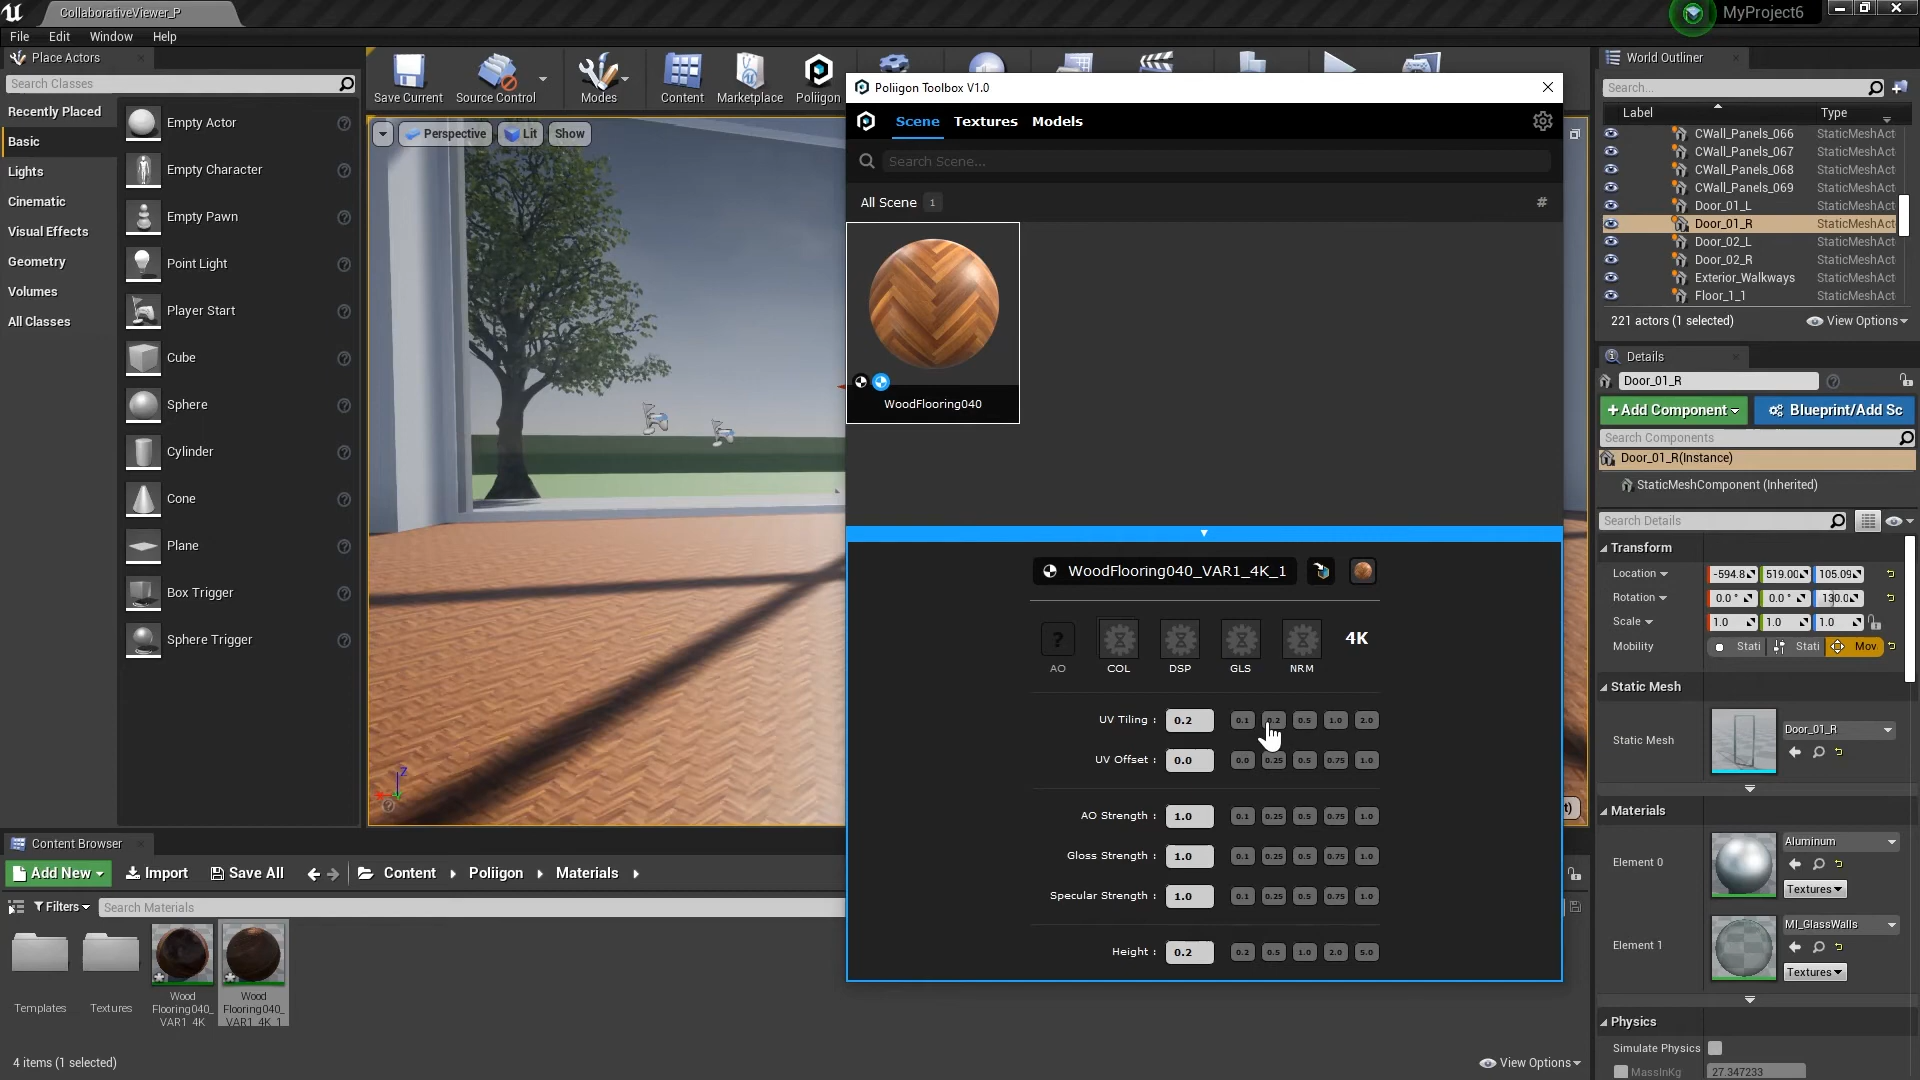 CollaborativeViewer_P
MyProject6
File Edit Window Help
Place Actors
Search Classes
Recently Placed
Basic
Lights
Cinematic
Visual Effects
Geometry
Volumes
All Classes
Empty Actor
Empty Character
Empty Pawn
Point Light
Player Start
Cube
Sphere
Cylinder
Cone
Plane
Box Trigger
Sphere Trigger
Save Current Source Control Modes Content Marketplace Poliigon
Perspective Lit Show
Poliigon Toolbox V1.0
Scene Textures Models
Search Scene...
All Scene 1 #
WoodFlooring040
WoodFlooring040_VAR1_4K_1
? 4K
AO COL DSP GLS NRM
UV Tiling : 0.2 0.1 0.2 0.5 1.0 2.0
UV Offset : 0.0 0.0 0.25 0.5 0.75 1.0
AO Strength : 1.0 0.1 0.25 0.5 0.75 1.0
Gloss Strength : 1.0 0.1 0.25 0.5 0.75 1.0
Specular Strength : 1.0 0.1 0.25 0.5 0.75 1.0
Height : 0.2 0.2 0.5 1.0 2.0 5.0
World Outliner
Search...
Label Type
CWall_Panels_066 StaticMeshAct
CWall_Panels_067 StaticMeshAct
CWall_Panels_068 StaticMeshAct
CWall_Panels_069 StaticMeshAct
Door_01_L StaticMeshAct
Door_01_R StaticMeshAct
Door_02_L StaticMeshAct
Door_02_R StaticMeshAct
Exterior_Walkways StaticMeshAct
Floor_1_1 StaticMeshAct
221 actors (1 selected) View Options
Details
Door_01_R
+Add Component Blueprint/Add Sc
Search Components
Door_01_R(Instance)
StaticMeshComponent (Inherited)
Search Details
Transform
Location -594.8 519.00 105.09
Rotation 0.0 ° 0.0 ° 130.0
Scale 1.0 1.0 1.0
Mobility Stati Stati Mov
Static Mesh
Static Mesh Door_01_R
Materials
Element 0 Aluminum
Textures
Element 1 MI_GlassWalls
Textures
Physics
Simulate Physics
MassInKg 27.347233
Content Browser
Add New Import Save All Content Poliigon Materials
Filters Search Materials
Templates
Textures
Wood
Flooring040_
VAR1_4K
Wood
Flooring040_
VAR1_4K_1
4 items (1 selected)
View Options
Z